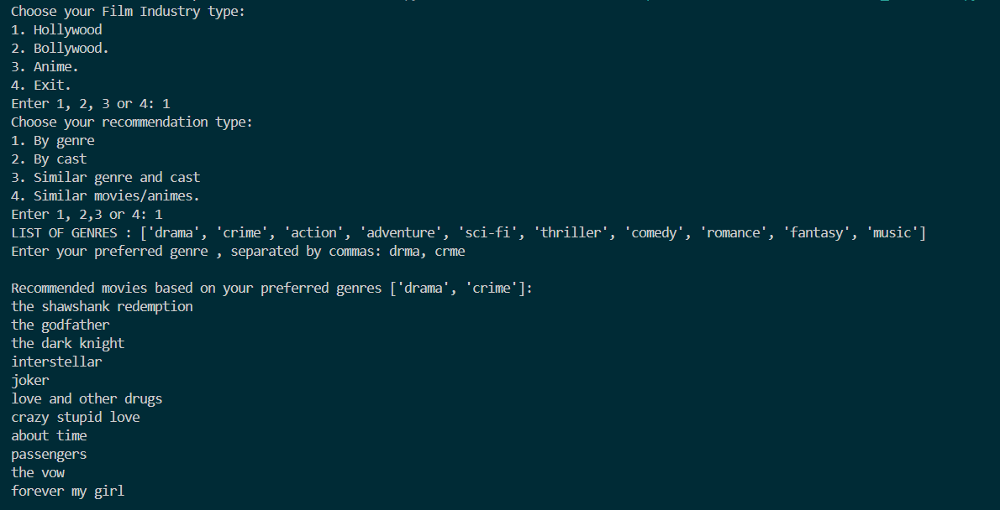 Choose your Film Industry type:
1. Hollywood
2. Bollywood.
3. Anime.
4. Exit.
Enter 1, 2, 3 or 4: 1
Choose your recommendation type:
1. By genre
2. By cast
3. Similar genre and cast
4. Similar movies/animes.
Enter 1, 2,3 or 4: 1
LIST OF GENRES : ['drama', 'crime', 'action', 'adventure', 'sci-fi', 'thriller', 'comedy', 'romance', 'fantasy', 'music']
Enter your preferred genre , separated by commas: drma, crme
Recommended movies based on your preferred genres ['drama', 'crime']:
the shawshank redemption
the godfather
the dark knight
interstellar
joker
love and other drugs
crazy stupid love
about time
passengers
the vow
forever my girl